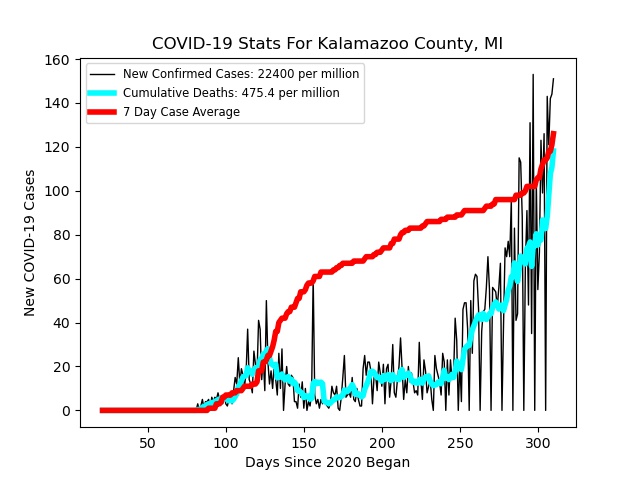 COVID-19 Stats For Kalamazoo County, MI
New Confirmed Cases: 22400 per million
Cumulative Deaths: 475.4 per million
7 Day Case Average
New COVID-19 Cases
160
140
120
100
80
60
40
20
0
50 100 150 200 250 300
Days Since 2020 Began